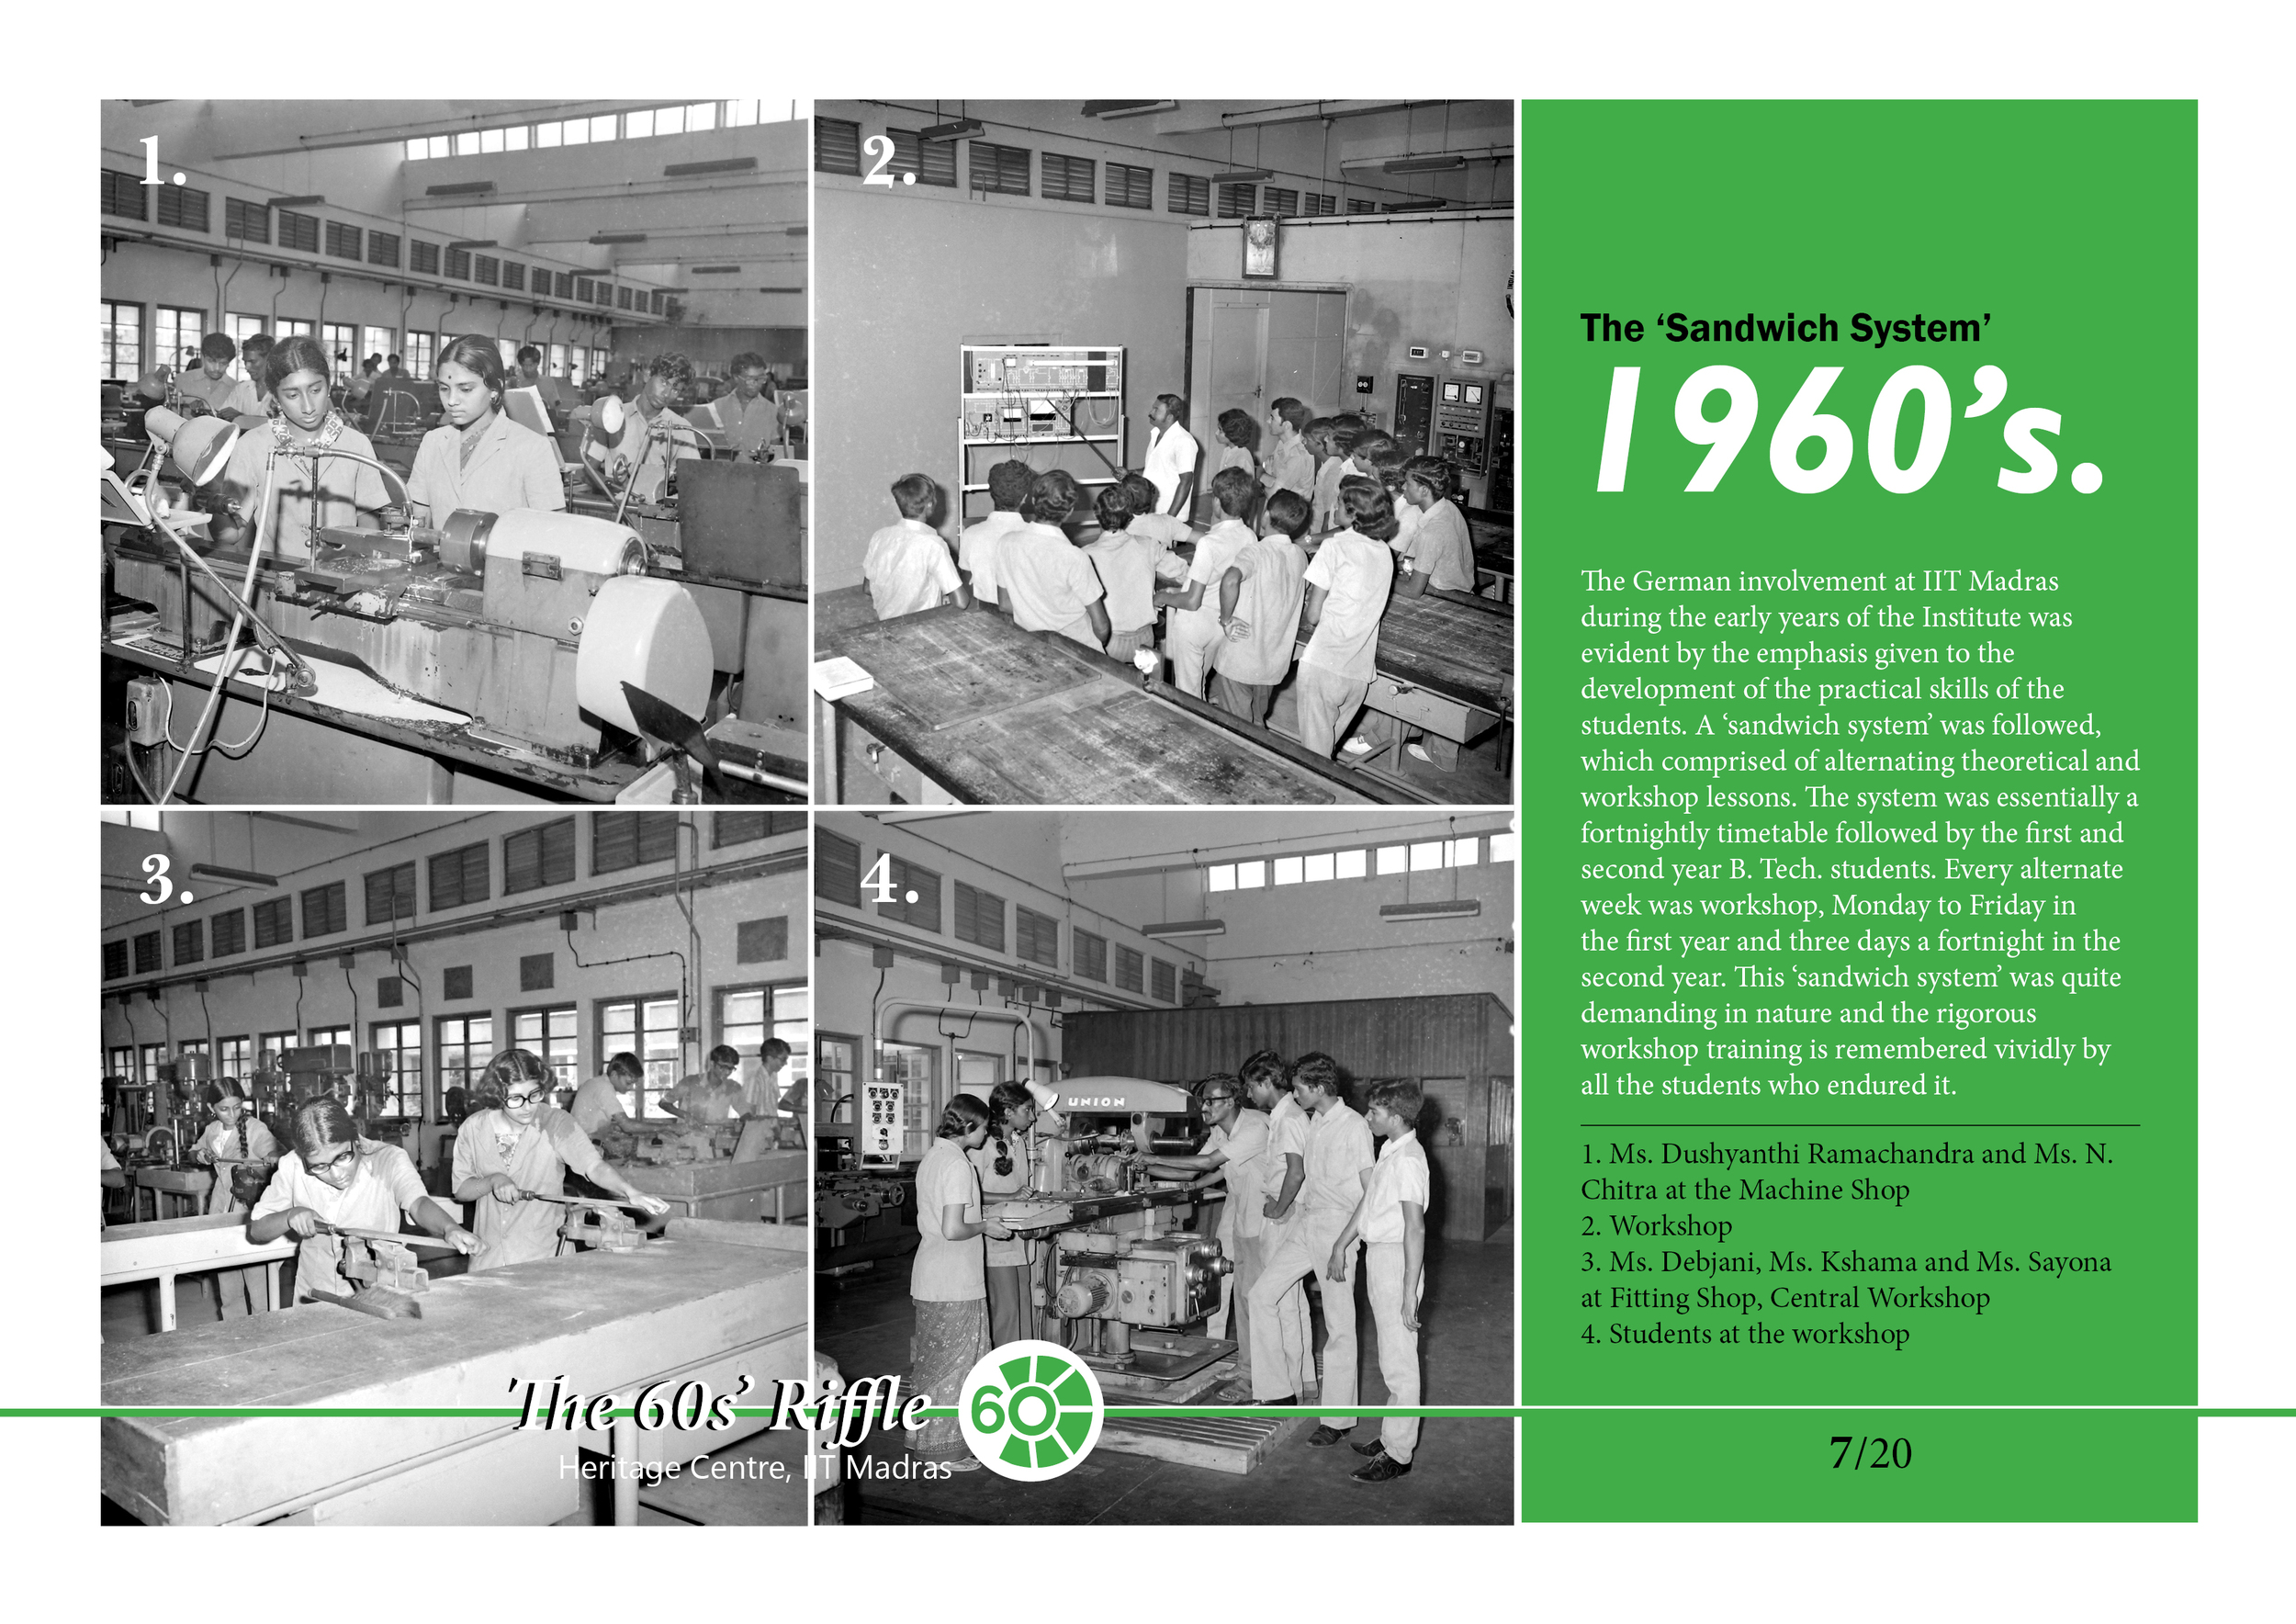 1.
2.
3.
4.
UNION
The ‘Sandwich System’
1960’s.
The German involvement at IIT Madras
during the early years of the Institute was
evident by the emphasis given to the
development of the practical skills of the
students. A ‘sandwich system’ was followed,
which comprised of alternating theoretical and
workshop lessons. The system was essentially a
fortnightly timetable followed by the first and
second year B. Tech. students. Every alternate
week was workshop, Monday to Friday in
the first year and three days a fortnight in the
second year. This ‘sandwich system’ was quite
demanding in nature and the rigorous
workshop training is remembered vividly by
all the students who endured it.
1. Ms. Dushyanthi Ramachandra and Ms. N.
Chitra at the Machine Shop
2. Workshop
3. Ms. Debjani, Ms. Kshama and Ms. Sayona
at Fitting Shop, Central Workshop
4. Students at the workshop
'The 60s’ Riffle
60
Heritage Centre, IIT Madras
7/20